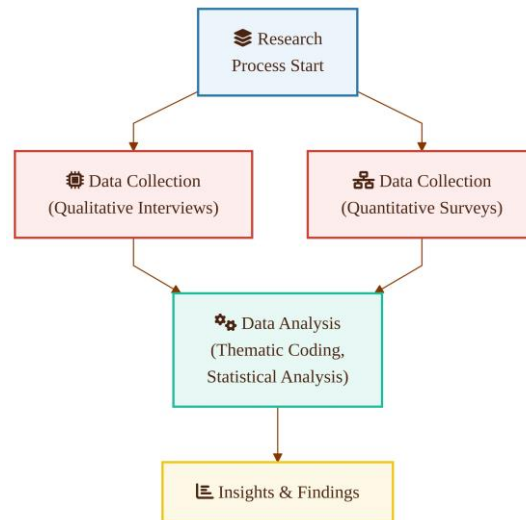 Research
Process Start
Data Collection
(Qualitative Interviews)
Data Collection
(Quantitative Surveys)
Data Analysis
(Thematic Coding,
Statistical Analysis)
Insights & Findings